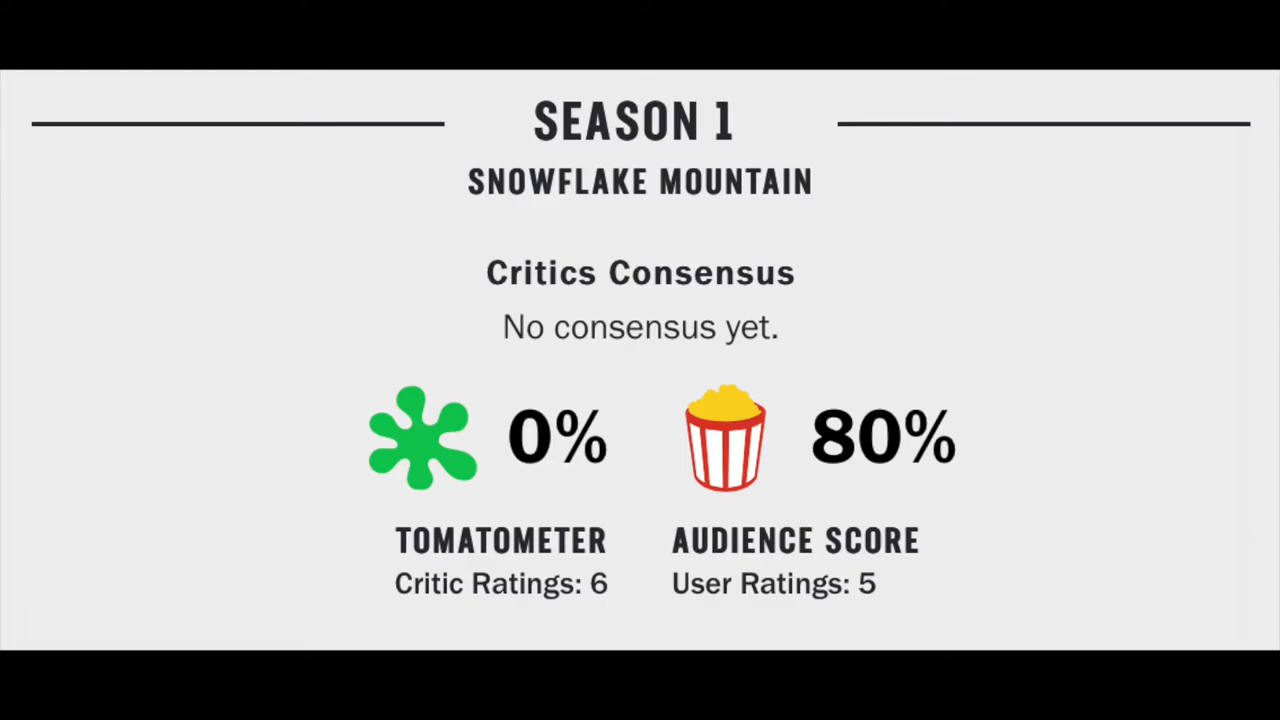 SEASON 1
SNOWFLAKE MOUNTAIN
Critics Consensus
No consensus yet.
0% 80%
TOMATOMETER AUDIENCE SCORE
Critic Ratings: 6 User Ratings: 5